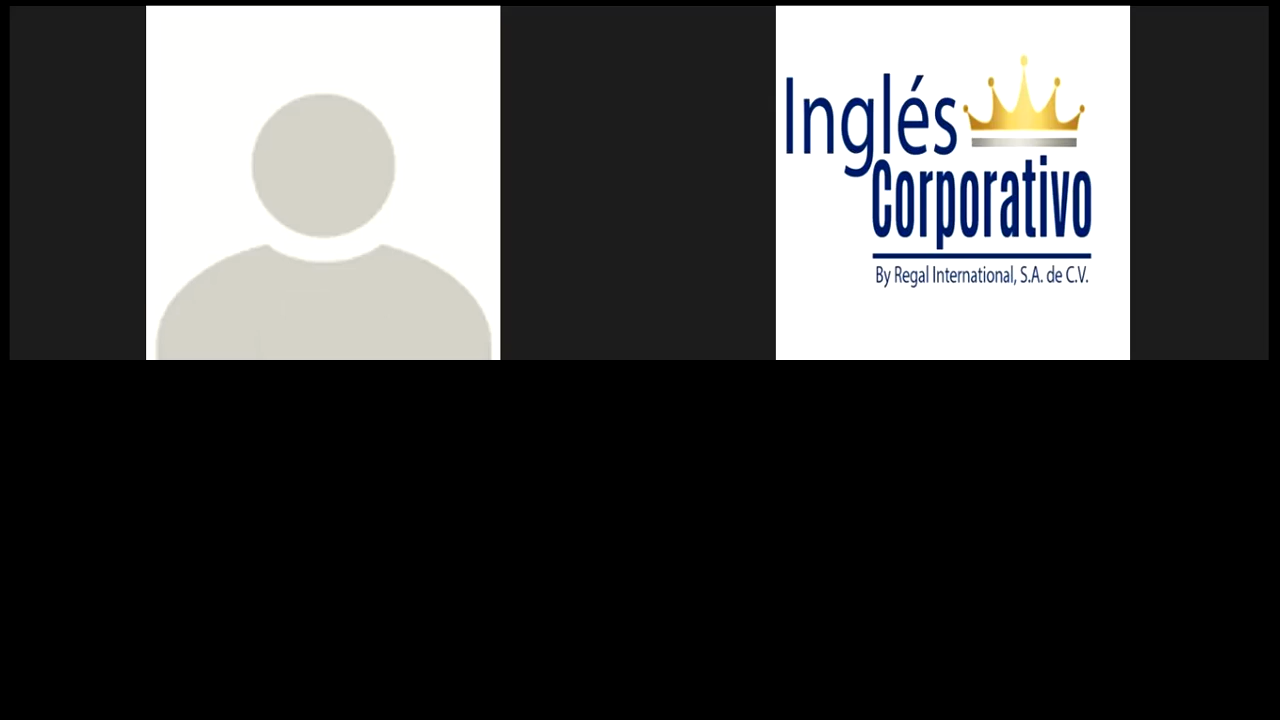 Inglés
Corporativo
By Regal International, S.A. de C.V.